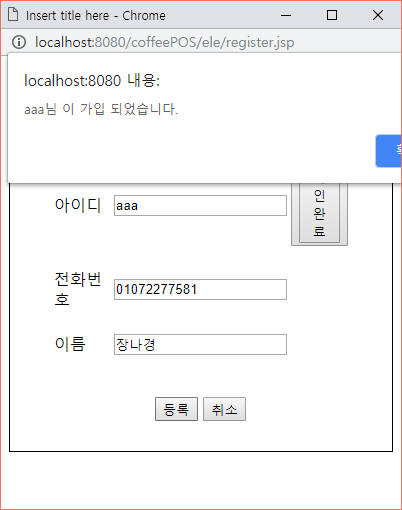 Insert title here - Chrome
localhost:8080/coffeePOS/ele/register.jsp
localhost:8080 내용:
aaa님 이 가입 되었습니다.
아이디
aaa
인
완
료
전화번
호
01072277581
이름
장나경
등록 취소